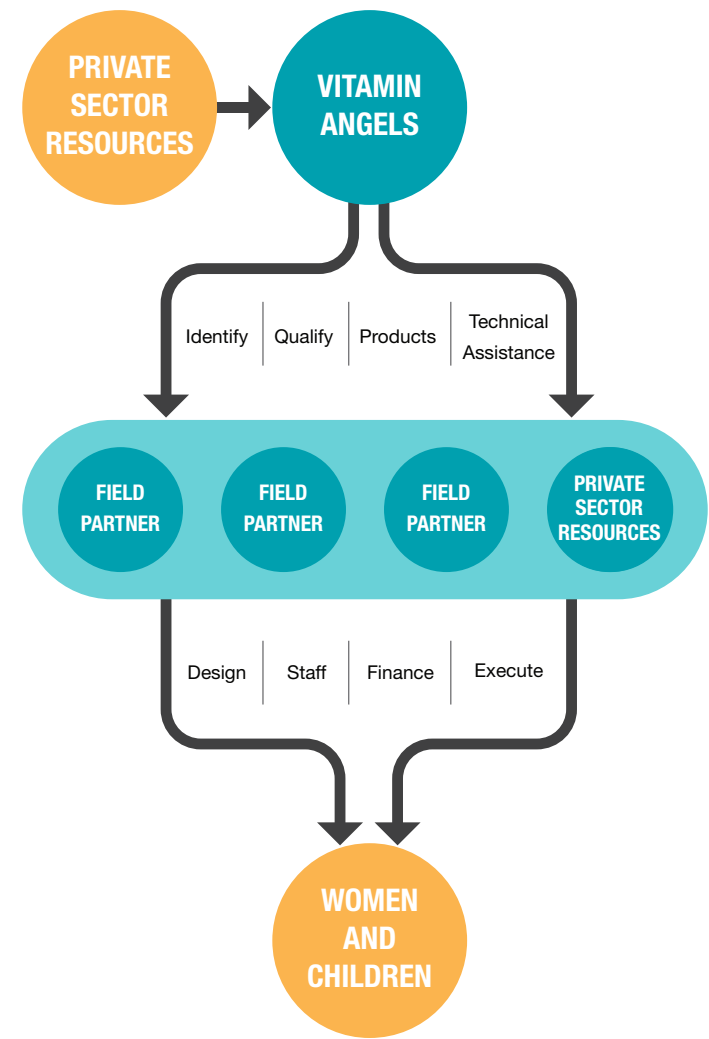 PRIVATE
SECTOR
RESOURCES
VITAMIN
ANGELS
Identify
Qualify
Products
Technical
Assistance
FIELD
PARTNER
FIELD
PARTNER
FIELD
PARTNER
PRIVATE
SECTOR
RESOURCES
Design
Staff
Finance
Execute
WOMEN
AND
CHILDREN